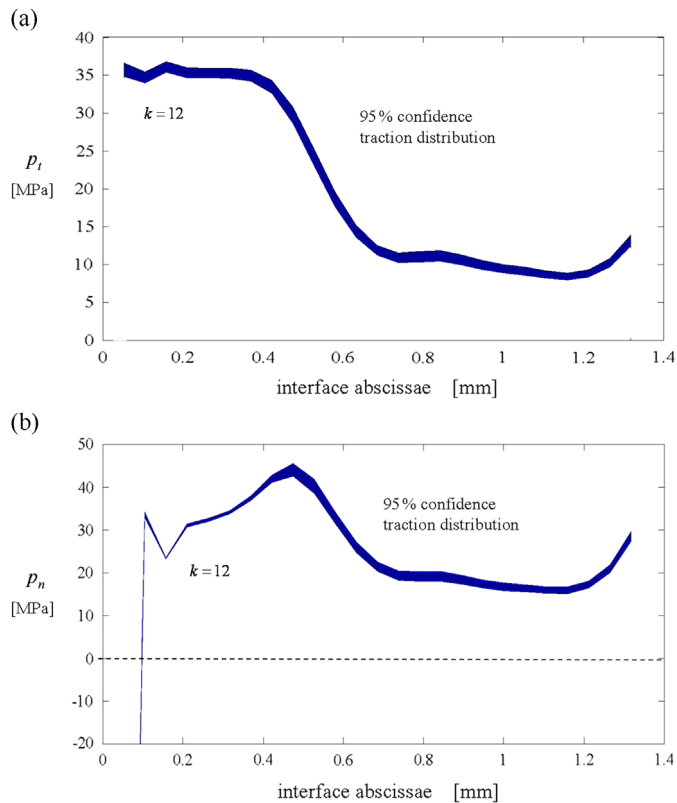 (a)
40
35
30
25
20
15
10
5
0
p_t
[MPa]
k = 12
95% confidence
traction distribution
0 0.2 0.4 0.6 0.8 1 1.2 1.4
interface abscissae [mm]
(b)
50
40
30
20
10
0
-10
-20
p_n
[MPa]
95% confidence
traction distribution
k = 12
0 0.2 0.4 0.6 0.8 1 1.2 1.4
interface abscissae [mm]